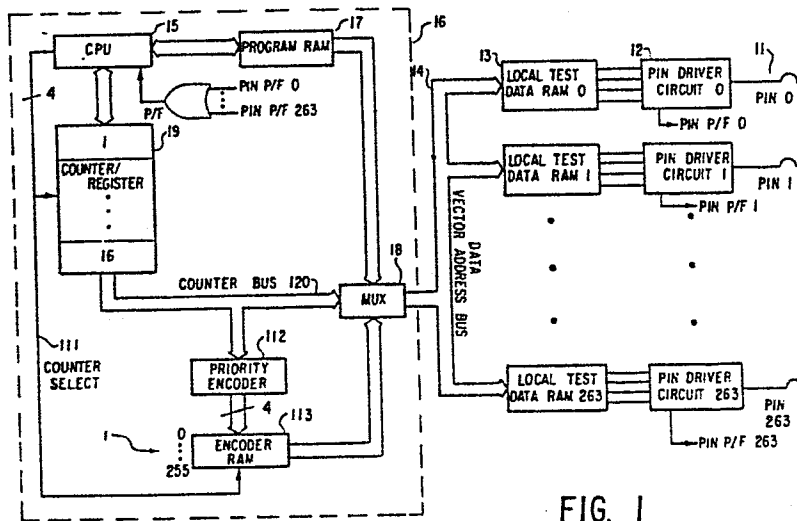 15
CPU
17
PROGRAM RAM
16
4
P/F
PIN P/F 0
PIN P/F 263
19
1
COUNTER/
REGISTER
16
COUNTER BUS 120
18
MUX
111
COUNTER
SELECT
112
PRIORITY
ENCODER
4
113
1
0
255
ENCODER
RAM
14
DATA
VECTOR ADDRESS BUS
13
LOCAL TEST
DATA RAM 0
12
PIN DRIVER
CIRCUIT 0
11
PIN 0
PIN P/F 0
LOCAL TEST
DATA RAM 1
PIN DRIVER
CIRCUIT 1
PIN 1
PIN P/F 1
LOCAL TEST
DATA RAM 263
PIN DRIVER
CIRCUIT 263
PIN
263
PIN P/F 263
FIG. 1